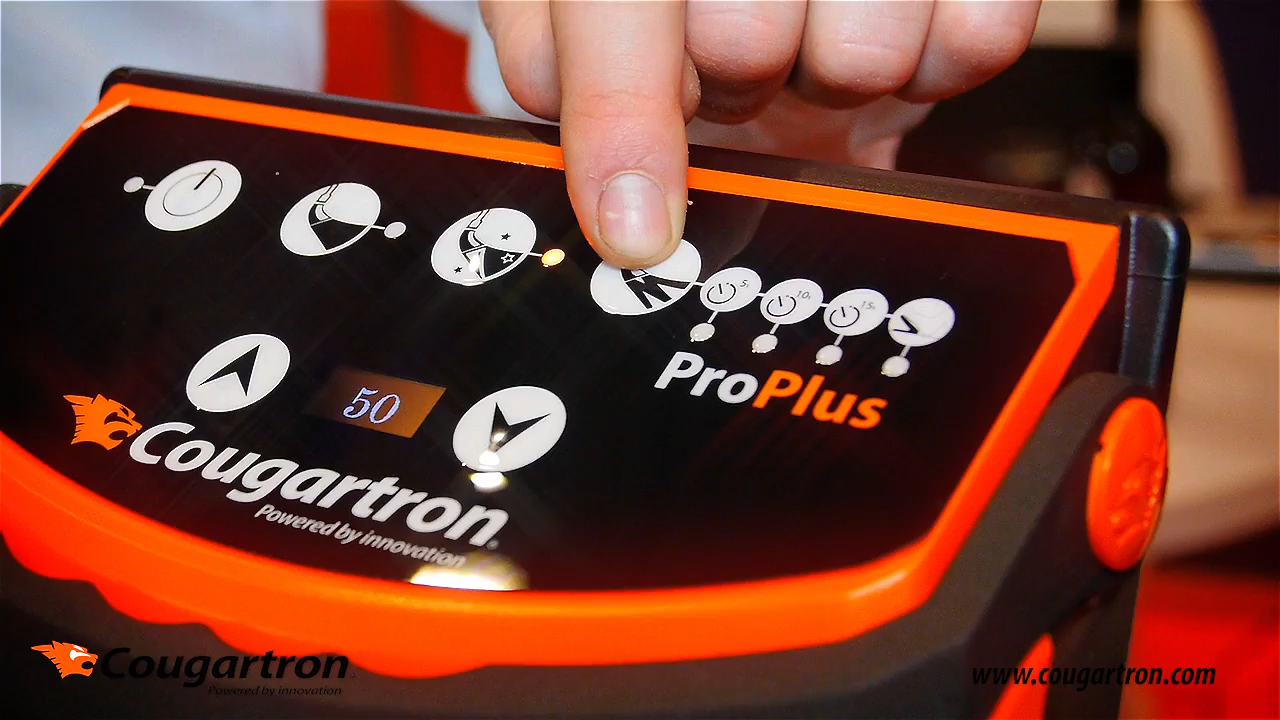 5s
10s
15s
ProPlus
50
Cougartron
Powered by innovation
Cougartron
Powered by innovation
www.cougartron.com